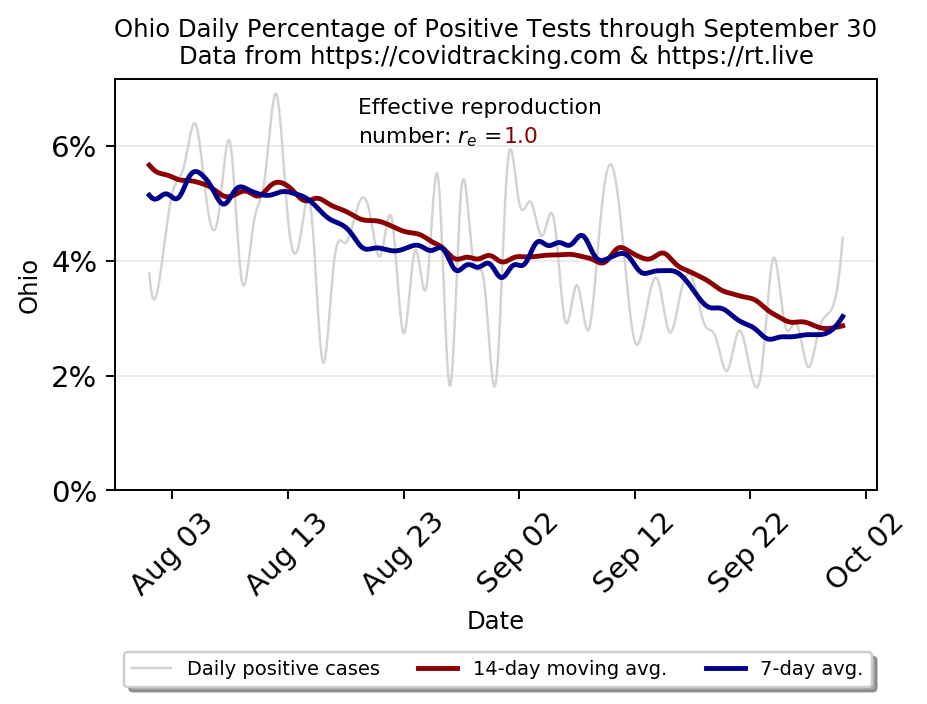 Ohio Daily Percentage of Positive Tests through September 30
Data from https://covidtracking.com & https://rt.live
Effective reproduction
number: rₑ =1.0
6%
4%
2%
0%
Ohio
Aug 03
Aug 13
Aug 23
Sep 02
Sep 12
Sep 22
Oct 02
Date
Daily positive cases
14-day moving avg.
7-day avg.